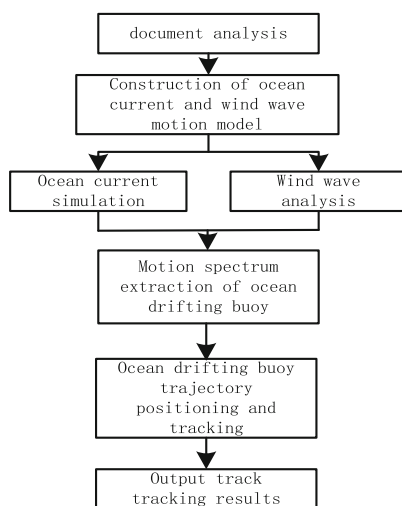 document analysis
Construction of ocean
current and wind wave
motion model
Ocean current
simulation
Wind wave
analysis
Motion spectrum
extraction of ocean
drifting buoy
Ocean drifting buoy
trajectory
positioning and
tracking
Output track
tracking results